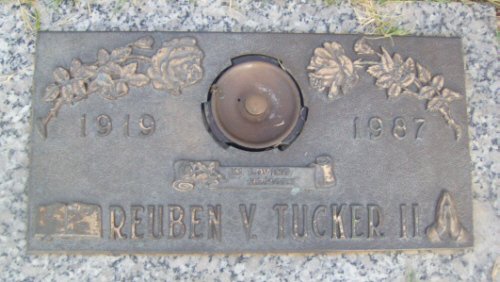 1919 1987
REUBEN V. TUCKER II